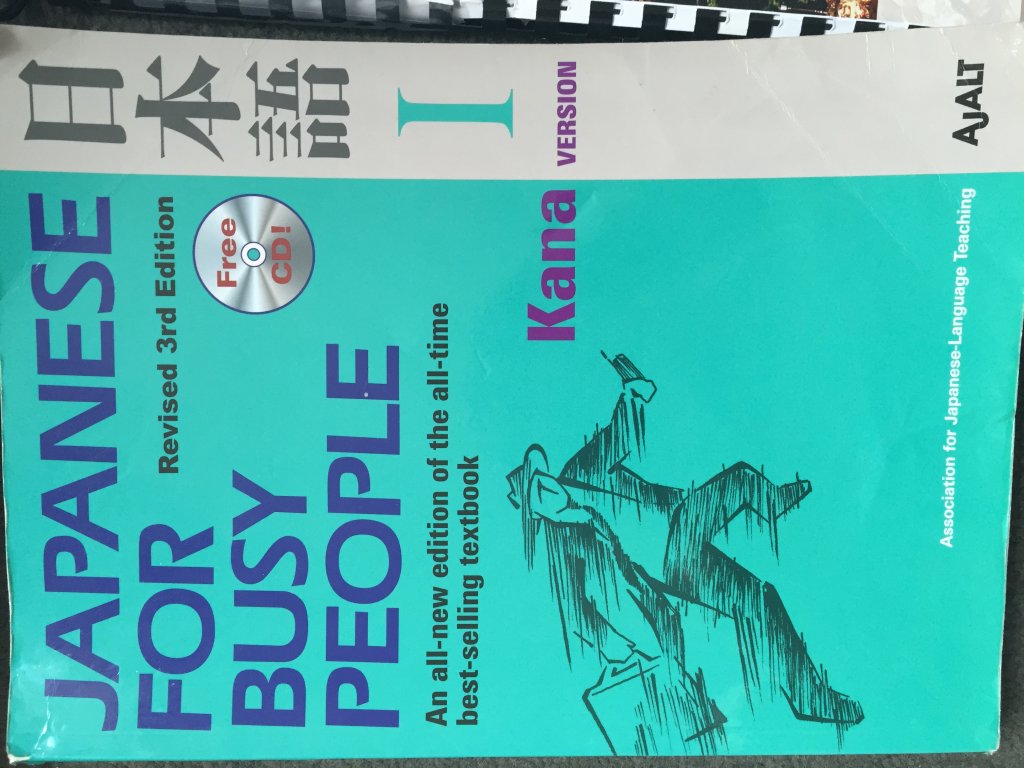 JAPANESE
FOR
BUSY
PEOPLE
Revised 3rd Edition
Free
CD!
An all-new edition of the all-time
best-selling textbook
日本語
I
Kana VERSION
Association for Japanese-Language Teaching
AJALT